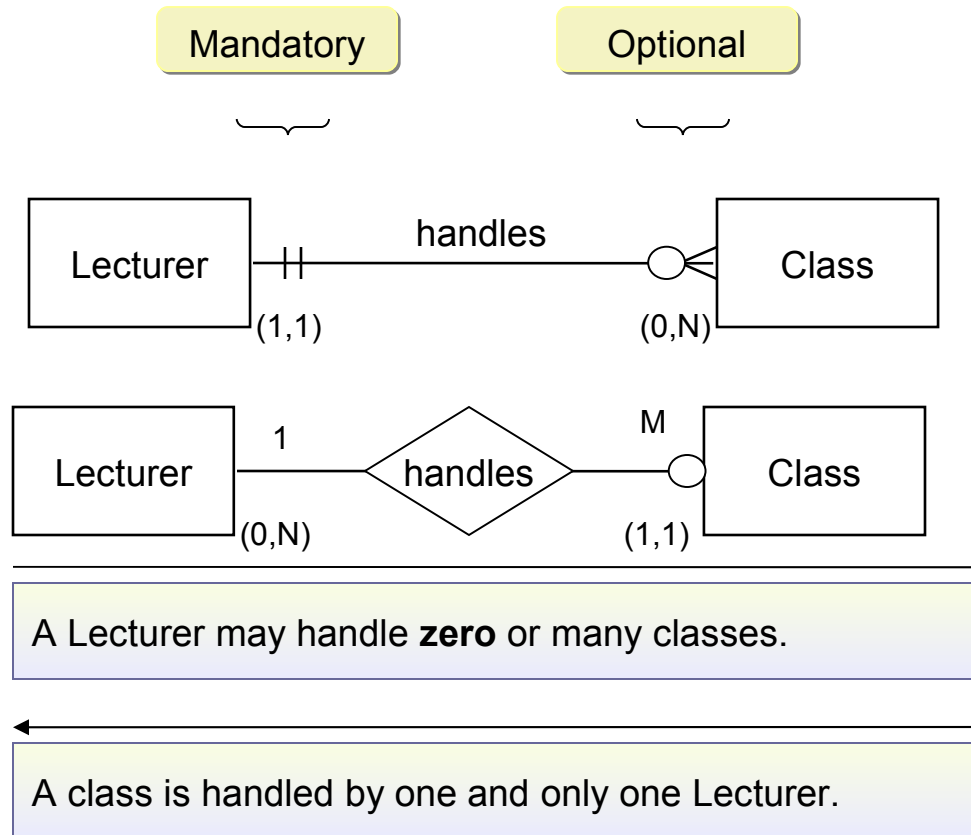 Mandatory
Optional
Lecturer
handles
Class
(1,1)
(0,N)
Lecturer
1
handles
M
Class
(0,N)
(1,1)
A Lecturer may handle zero or many classes.
A class is handled by one and only one Lecturer.